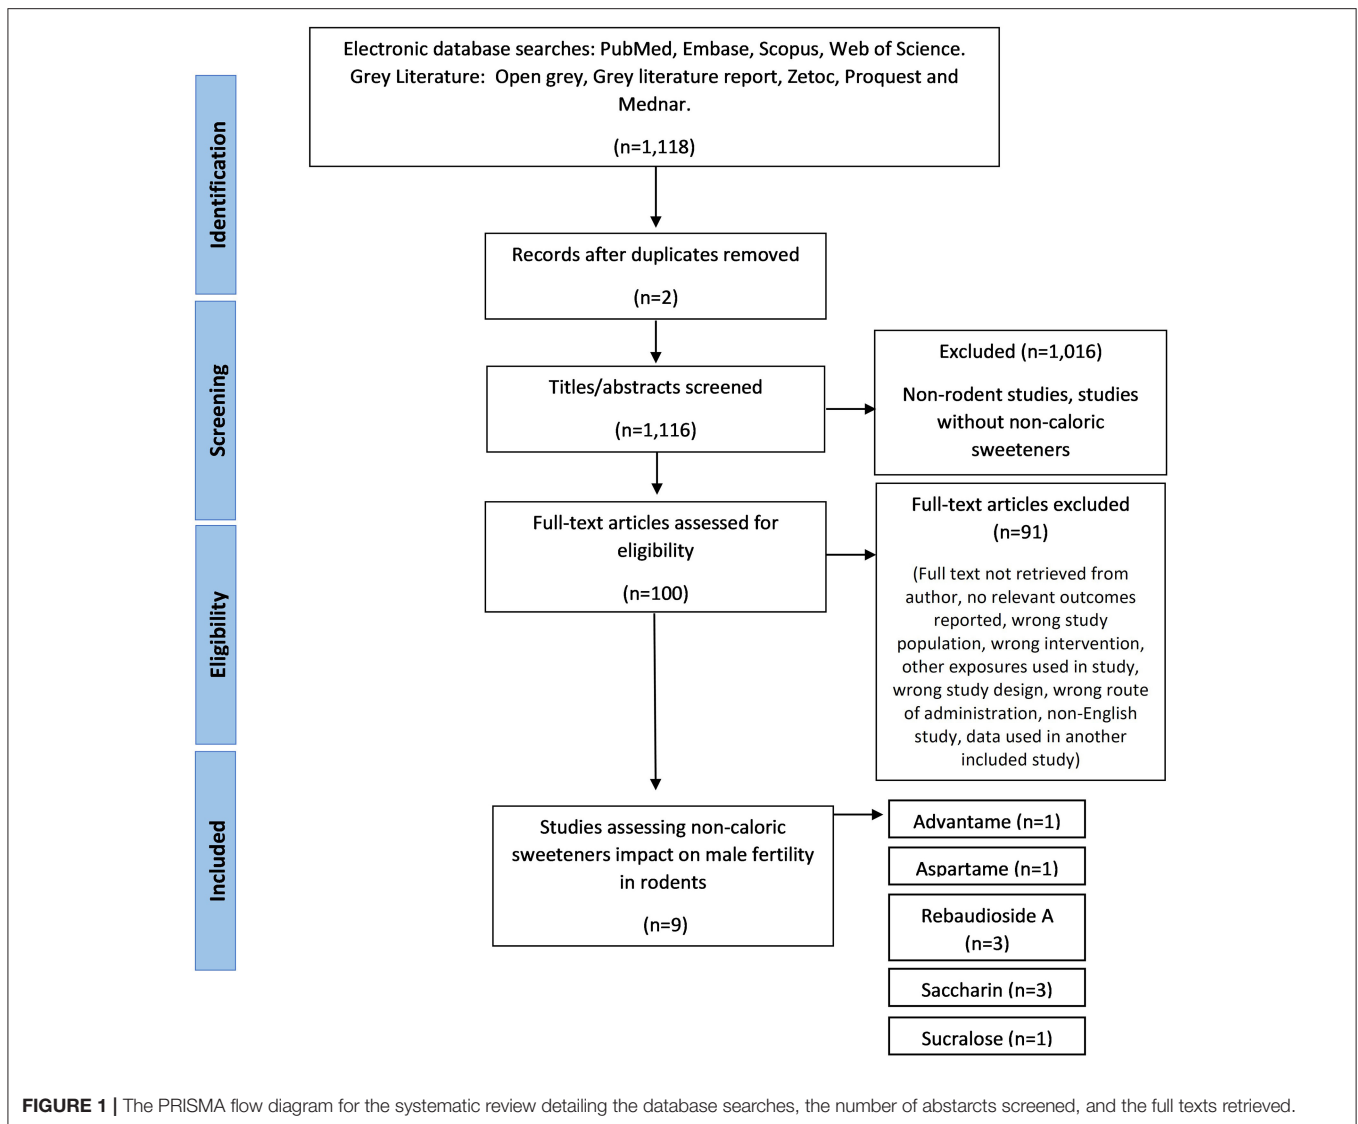 Electronic database searches: PubMed, Embase, Scopus, Web of Science.
Grey Literature: Open grey, Grey literature report, Zetoc, Proquest and
Mednar.
(n=1,118)
Identification
Records after duplicates removed
(n=2)
Screening
Titles/abstracts screened
(n=1,116)
Excluded (n=1,016)
Non-rodent studies, studies
without non-caloric
sweeteners
Eligibility
Full-text articles assessed for
eligibility
(n=100)
Full-text articles excluded
(n=91)
(Full text not retrieved from
author, no relevant outcomes
reported, wrong study
population, wrong intervention,
other exposures used in study,
wrong study design, wrong route
of administration, non-English
study, data used in another
included study)
Included
Studies assessing non-caloric
sweeteners impact on male fertility
in rodents
(n=9)
Advantame (n=1)
Aspartame (n=1)
Rebaudioside A
(n=3)
Saccharin (n=3)
Sucralose (n=1)
FIGURE 1 | The PRISMA flow diagram for the systematic review detailing the database searches, the number of abstarcts screened, and the full texts retrieved.